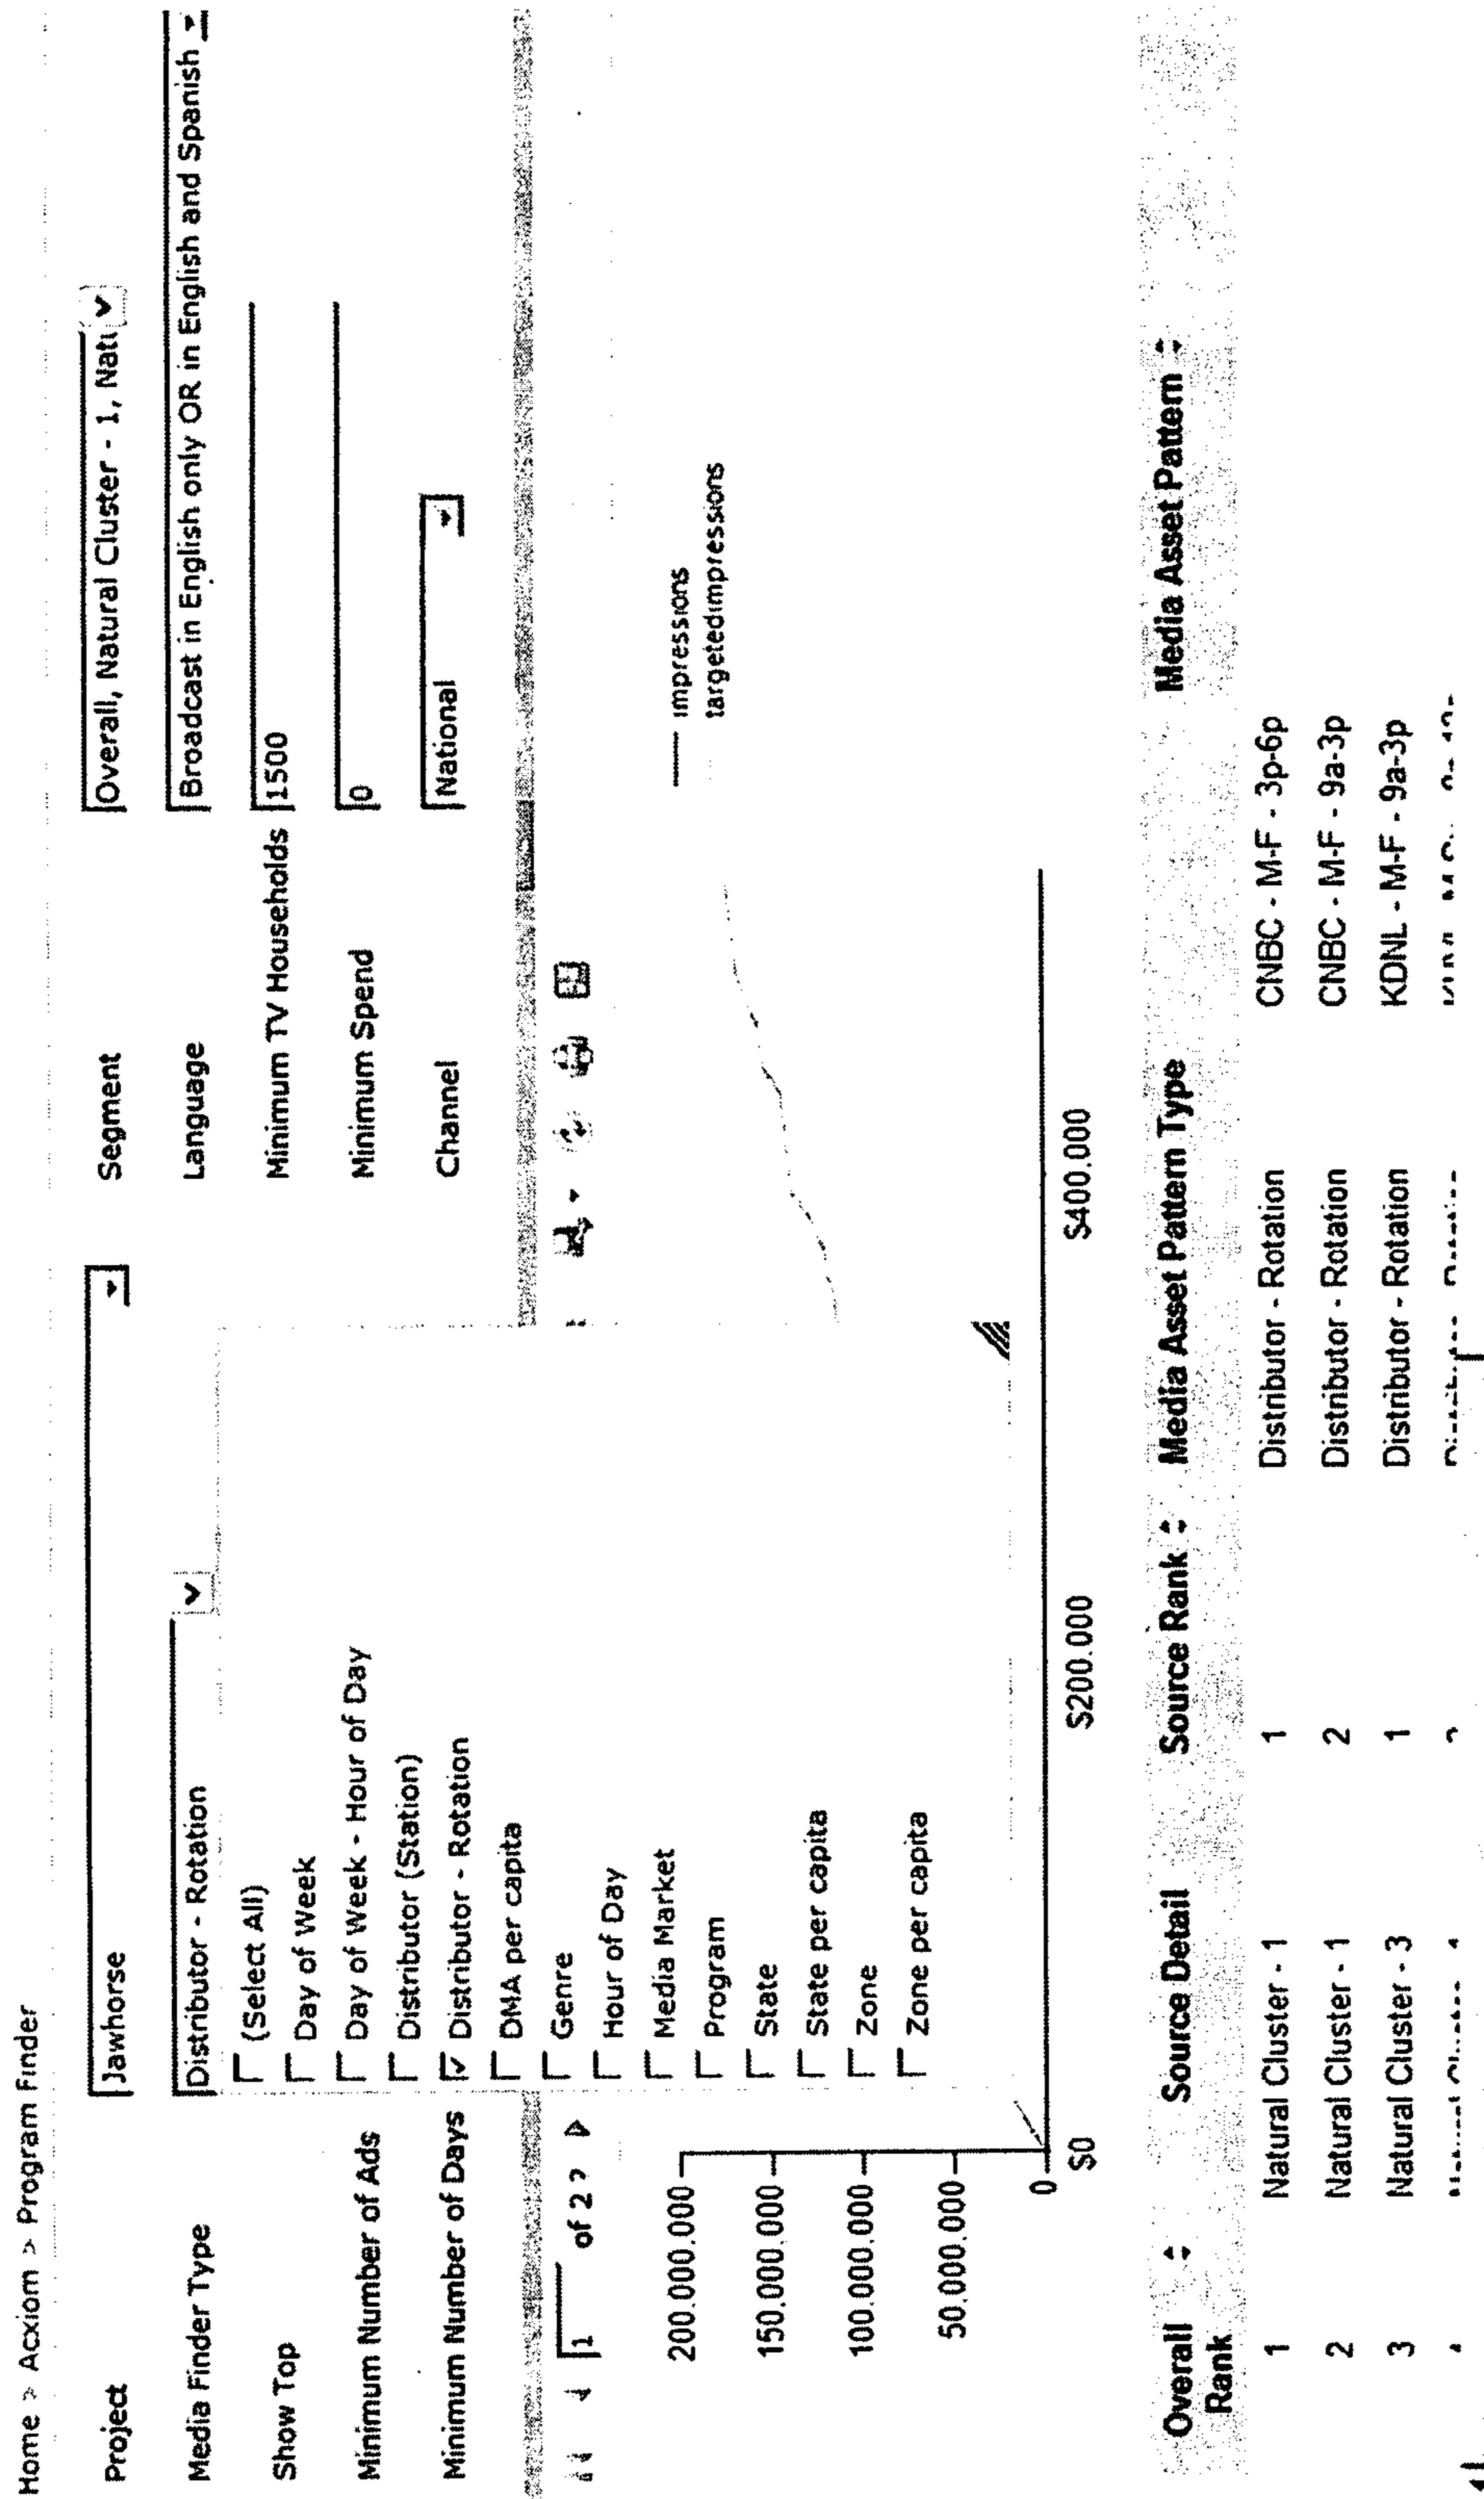 Home > Acxiom > Program Finder
Project Jawhorse Segment Overall, Natural Cluster - 1, Natu
Media Finder Type Distributor - Rotation Language Broadcast in English only OR in English and Spanish
Show Top Minimum TV Households 1500
Minimum Number of Ads Minimum Spend 0
Minimum Number of Days Channel National
(Select All)
Day of Week
Day of Week - Hour of Day
Distributor (Station)
Distributor - Rotation
DMA per capita
Genre
Hour of Day
Media Market
Program
State
State per capita
Zone
Zone per capita
1 of 2 ?
impressions
targetedimpressions
200.000.000
150.000.000
100.000.000
50.000.000
0
$0 $200.000 $400.000
Overall Rank Source Detail Source Rank Media Asset Pattern Type Media Asset Pattern
1 Natural Cluster - 1 1 Distributor - Rotation CNBC - M-F - 3p-6p
2 Natural Cluster - 1 2 Distributor - Rotation CNBC - M-F - 9a-3p
3 Natural Cluster - 3 1 Distributor - Rotation KDNL - M-F - 9a-3p